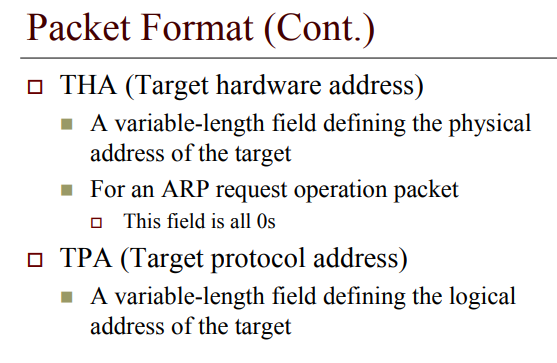 Packet Format (Cont.)
THA (Target hardware address)
A variable-length field defining the physical
address of the target
For an ARP request operation packet
This field is all 0s
TPA (Target protocol address)
A variable-length field defining the logical
address of the target